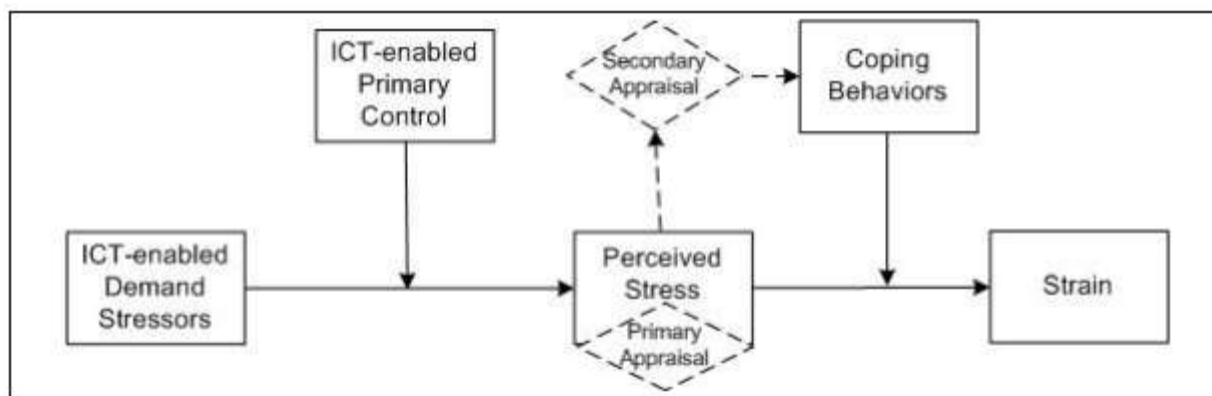 ICT-enabled
Primary
Control
Secondary
Appraisal
Coping
Behaviors
ICT-enabled
Demand
Stressors
Perceived
Stress
Primary
Appraisal
Strain